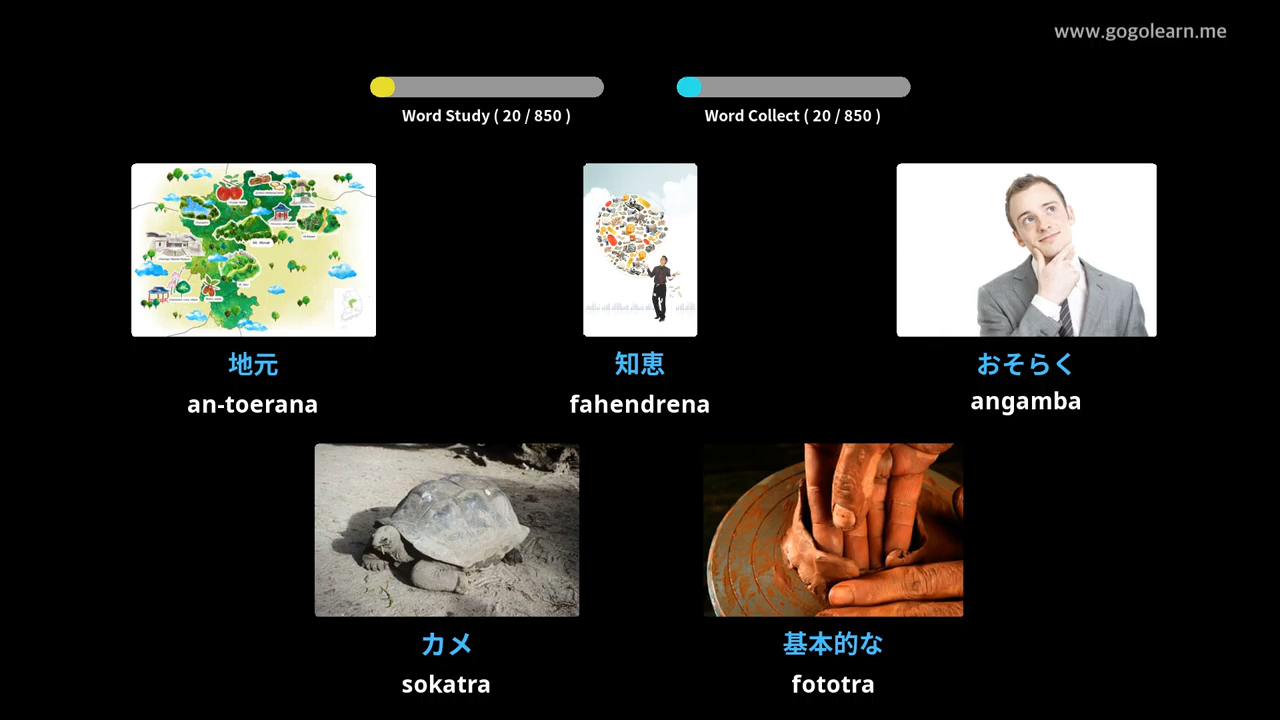 www.gogolearn.me
Word Study ( 20 / 850 )
Word Collect ( 20 / 850 )
地元
an-toerana
知恵
fahendrena
おそらく
angamba
カメ
sokatra
基本的な
fototra